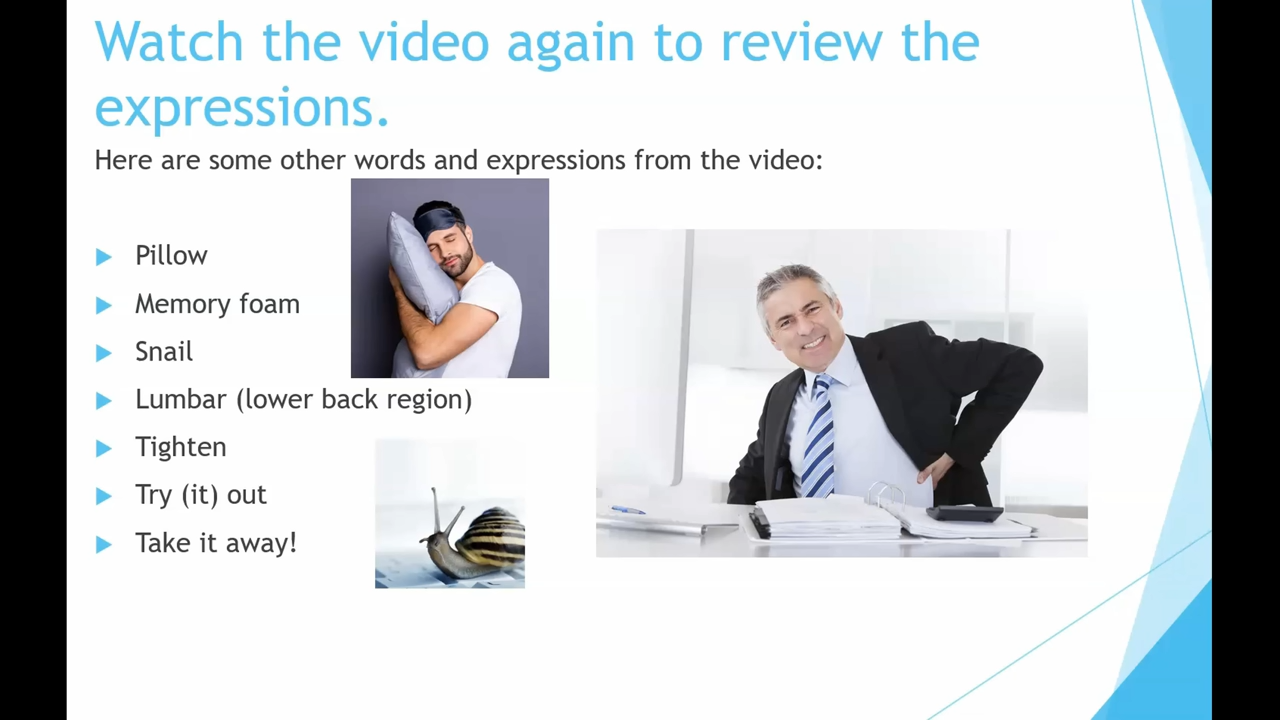 Watch the video again to review the
expressions.
Here are some other words and expressions from the video:
Pillow
Memory foam
Snail
Lumbar (lower back region)
Tighten
Try (it) out
Take it away!